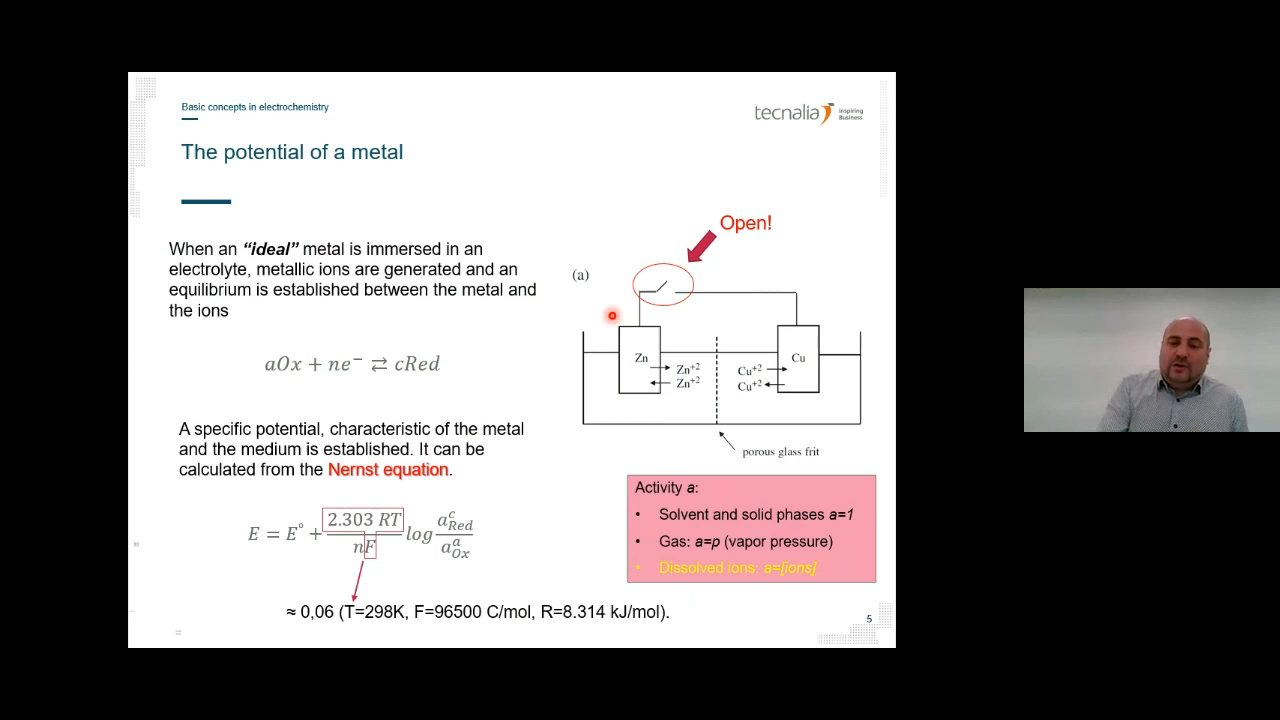 Basic concepts in electrochemistry
tecnalia Inspiring Business
The potential of a metal
When an “ideal” metal is immersed in an
electrolyte, metallic ions are generated and an
equilibrium is established between the metal and
the ions
aOx + ne⁻ ⇄ cRed
A specific potential, characteristic of the metal
and the medium is established. It can be
calculated from the Nernst equation.
E = E° + 2.303 RT / nF log a^c_Red / a^a_Ox
≈ 0,06 (T=298K, F=96500 C/mol, R=8.314 kJ/mol).
Open!
(a)
Zn
Zn+2
Zn+2
Cu+2
Cu+2
Cu
porous glass frit
Activity a:
• Solvent and solid phases a=1
• Gas: a=p (vapor pressure)
• Dissolved ions: a=[ions]
5